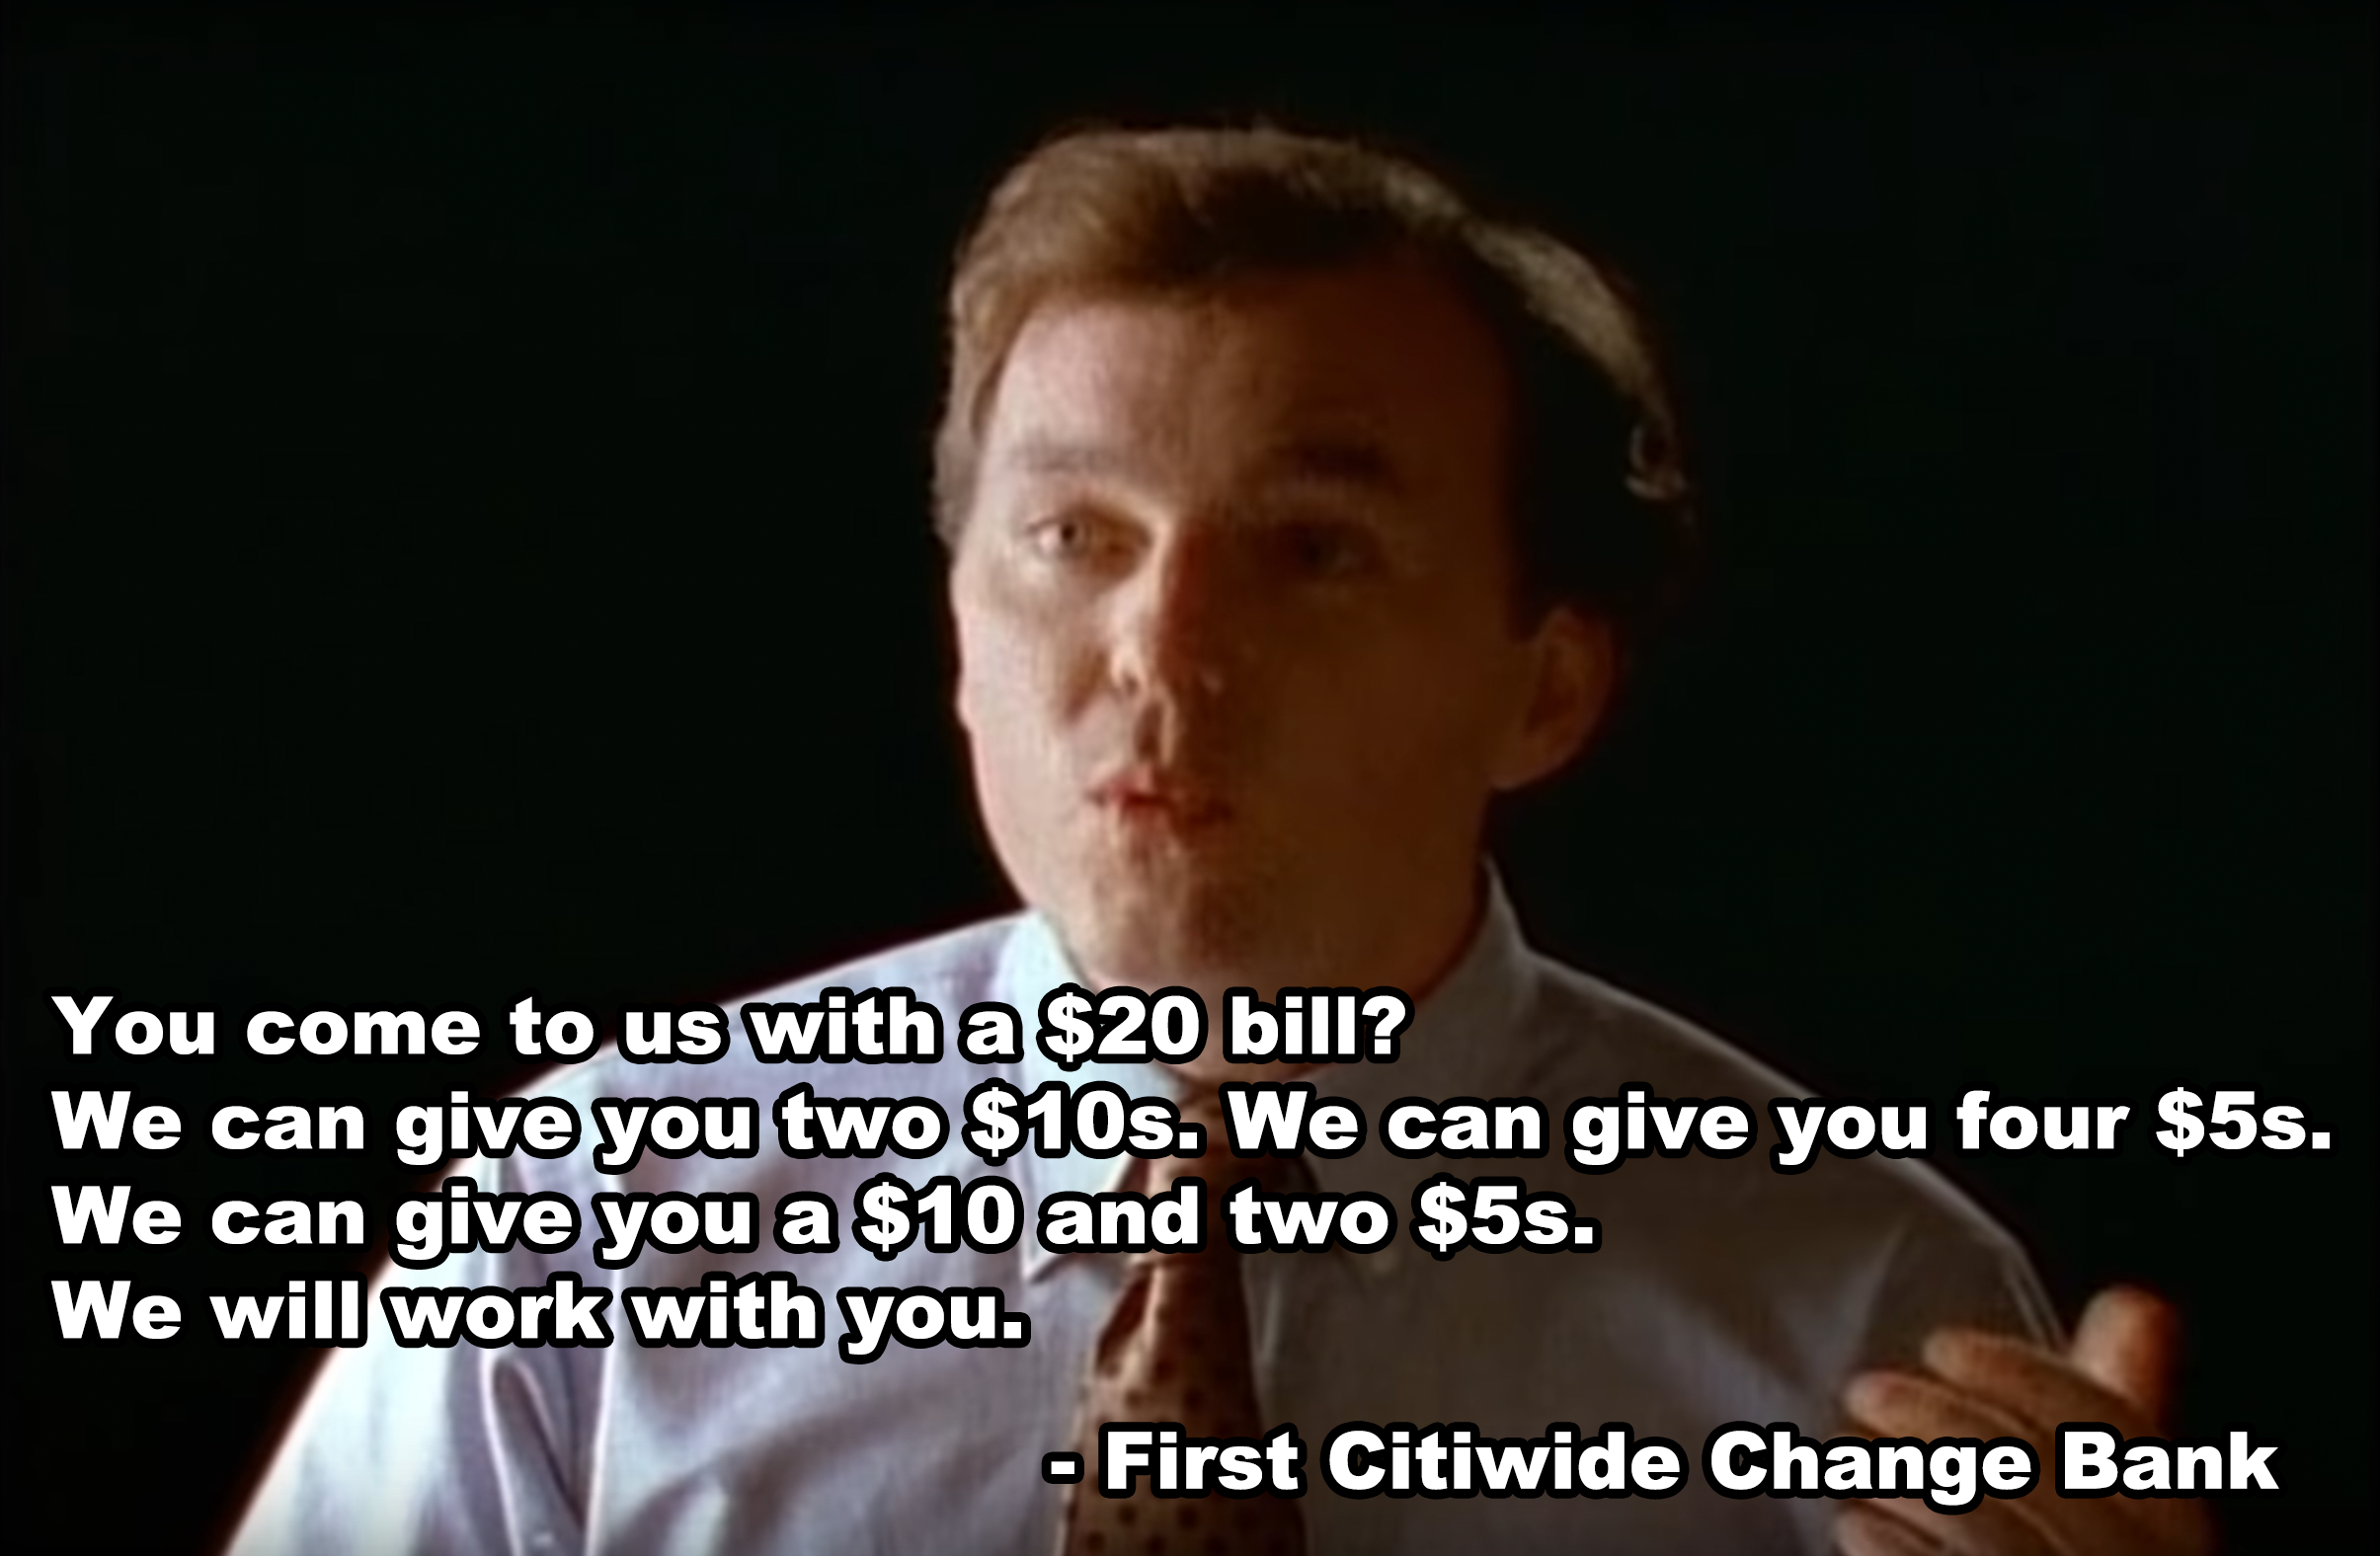 You come to us with a $20 bill?
We can give you two $10s. We can give you four $5s.
We can give you a $10 and two $5s.
We will work with you.
- First Citiwide Change Bank